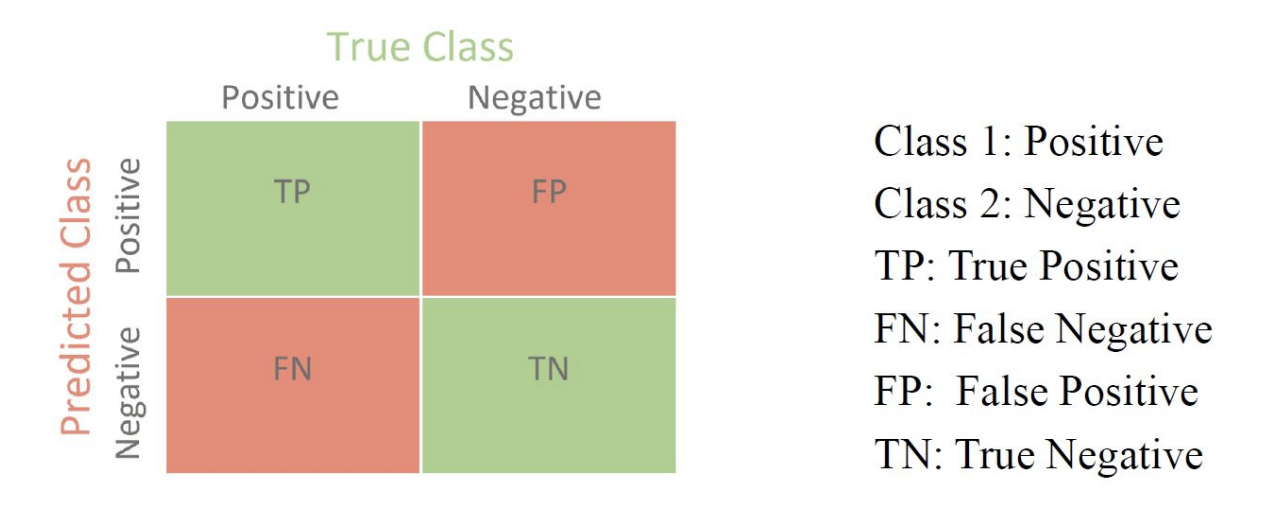 True Class
Positive Negative
Predicted Class
Positive
TP FP
Negative
FN TN
Class 1: Positive
Class 2: Negative
TP: True Positive
FN: False Negative
FP:  False Positive
TN: True Negative